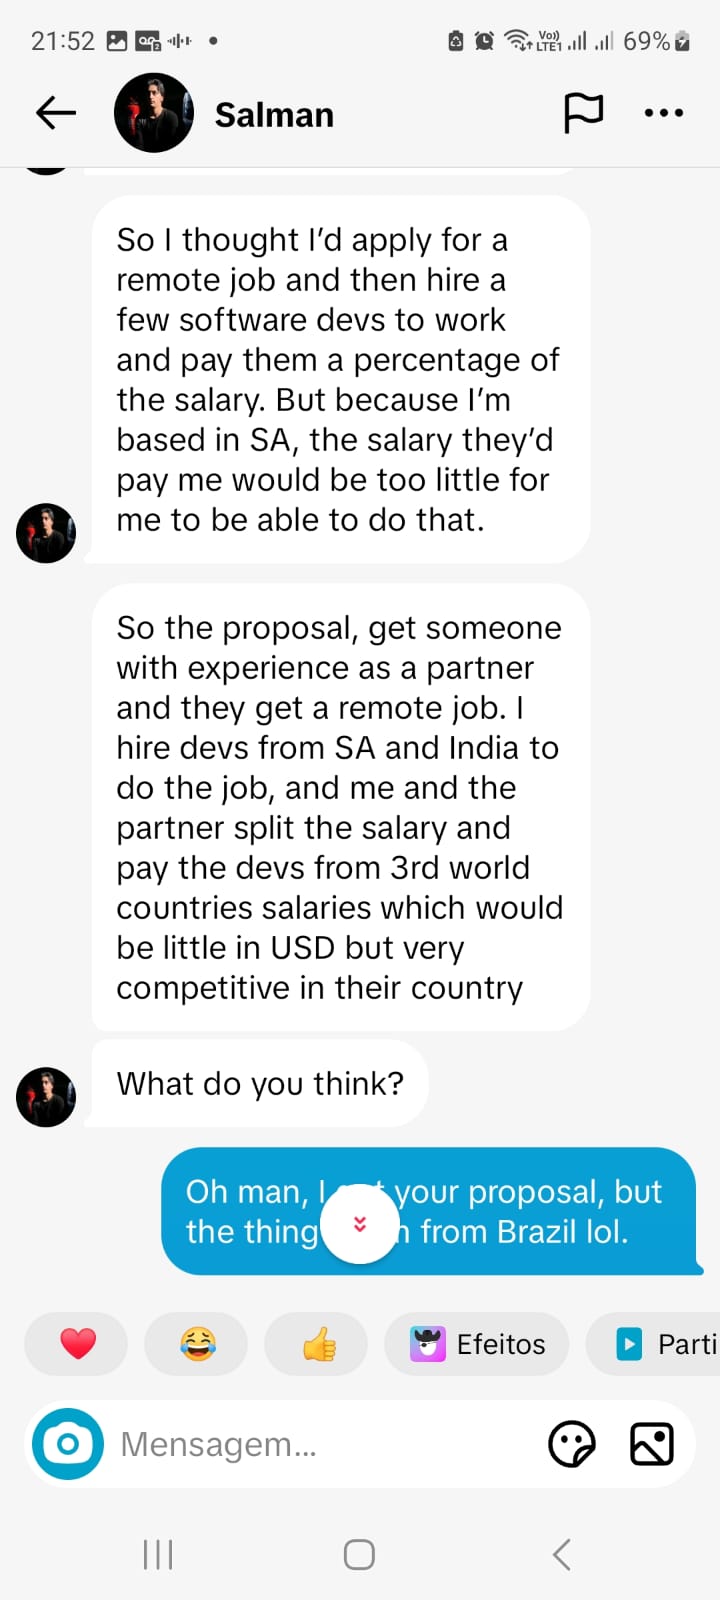 21:52
Vo))
LTE1
69%
Salman
So I thought I’d apply for a
remote job and then hire a
few software devs to work
and pay them a percentage of
the salary. But because I’m
based in SA, the salary they’d
pay me would be too little for
me to be able to do that.
So the proposal, get someone
with experience as a partner
and they get a remote job. I
hire devs from SA and India to
do the job, and me and the
partner split the salary and
pay the devs from 3rd world
countries salaries which would
be little in USD but very
competitive in their country
What do you think?
Oh man, I your proposal, but
the thing from Brazil lol.
Efeitos
Parti
Mensagem...